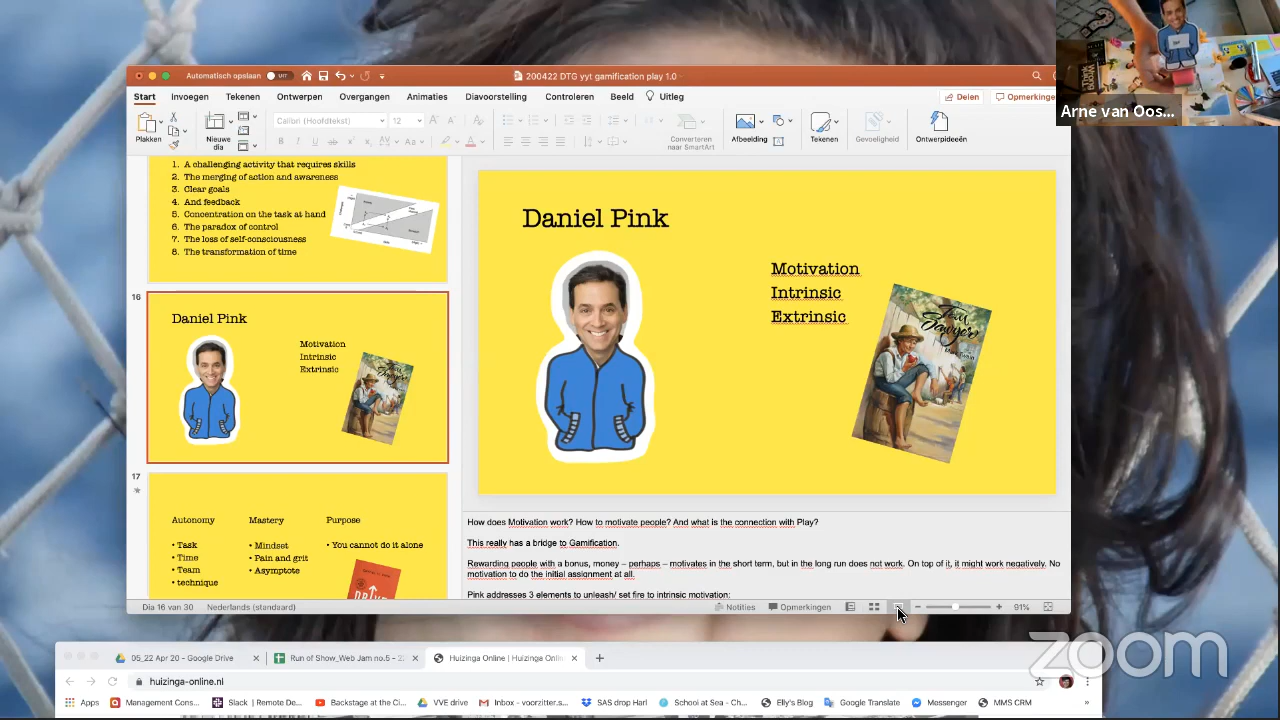 Automatisch opslaan UIT
200422 DTG yyt gamification play 1.0
Start Invoegen Tekenen Ontwerpen Overgangen Animaties Diavoorstelling Controleren Beeld Uitleg
Delen Opmerkingen
Plakken
Nieuwe dia
Calibri (Hoofdtekst) 12
Converteren naar SmartArt
Afbeelding
Tekenen
Gevoeligheid
Ontwerpideeën
1. A challenging activity that requires skills
2. The merging of action and awareness
3. Clear goals
4. And feedback
5. Concentration on the task at hand
6. The paradox of control
7. The loss of self-consciousness
8. The transformation of time
16
Daniel Pink
Motivation
Intrinsic
Extrinsic
Tom Sawyer
17
Autonomy Mastery Purpose
• Task
• Time
• Team
• technique
• Mindset
• Pain and grit
• Asymptote
• You cannot do it alone
DRIVE
Daniel Pink
Motivation
Intrinsic
Extrinsic
Tom Sawyer
Mark Twain
How does Motivation work? How to motivate people? And what is the connection with Play?
This really has a bridge to Gamification.
Rewarding people with a bonus, money – perhaps – motivates in the short term, but in the long run does not work. On top of it, it might work negatively. No
motivation to do the initial assignment at all.
Pink addresses 3 elements to unleash/ set fire to intrinsic motivation:
Dia 16 van 30 Nederlands (standaard) Notities Opmerkingen 91%
Arne van Oos...
05_22 Apr 20 - Google Drive
Run of Show_Web Jam no.5 - 2
Huizinga Online | Huizinga Onlin
huizinga-online.nl
Apps Management Cons... Slack | Remote De... Backstage at the Ci... VVE drive Inbox - voorzitter.s... SAS drop Harl School at Sea - Ch... Elly's Blog Google Translate Messenger MMS CRM »
zoom